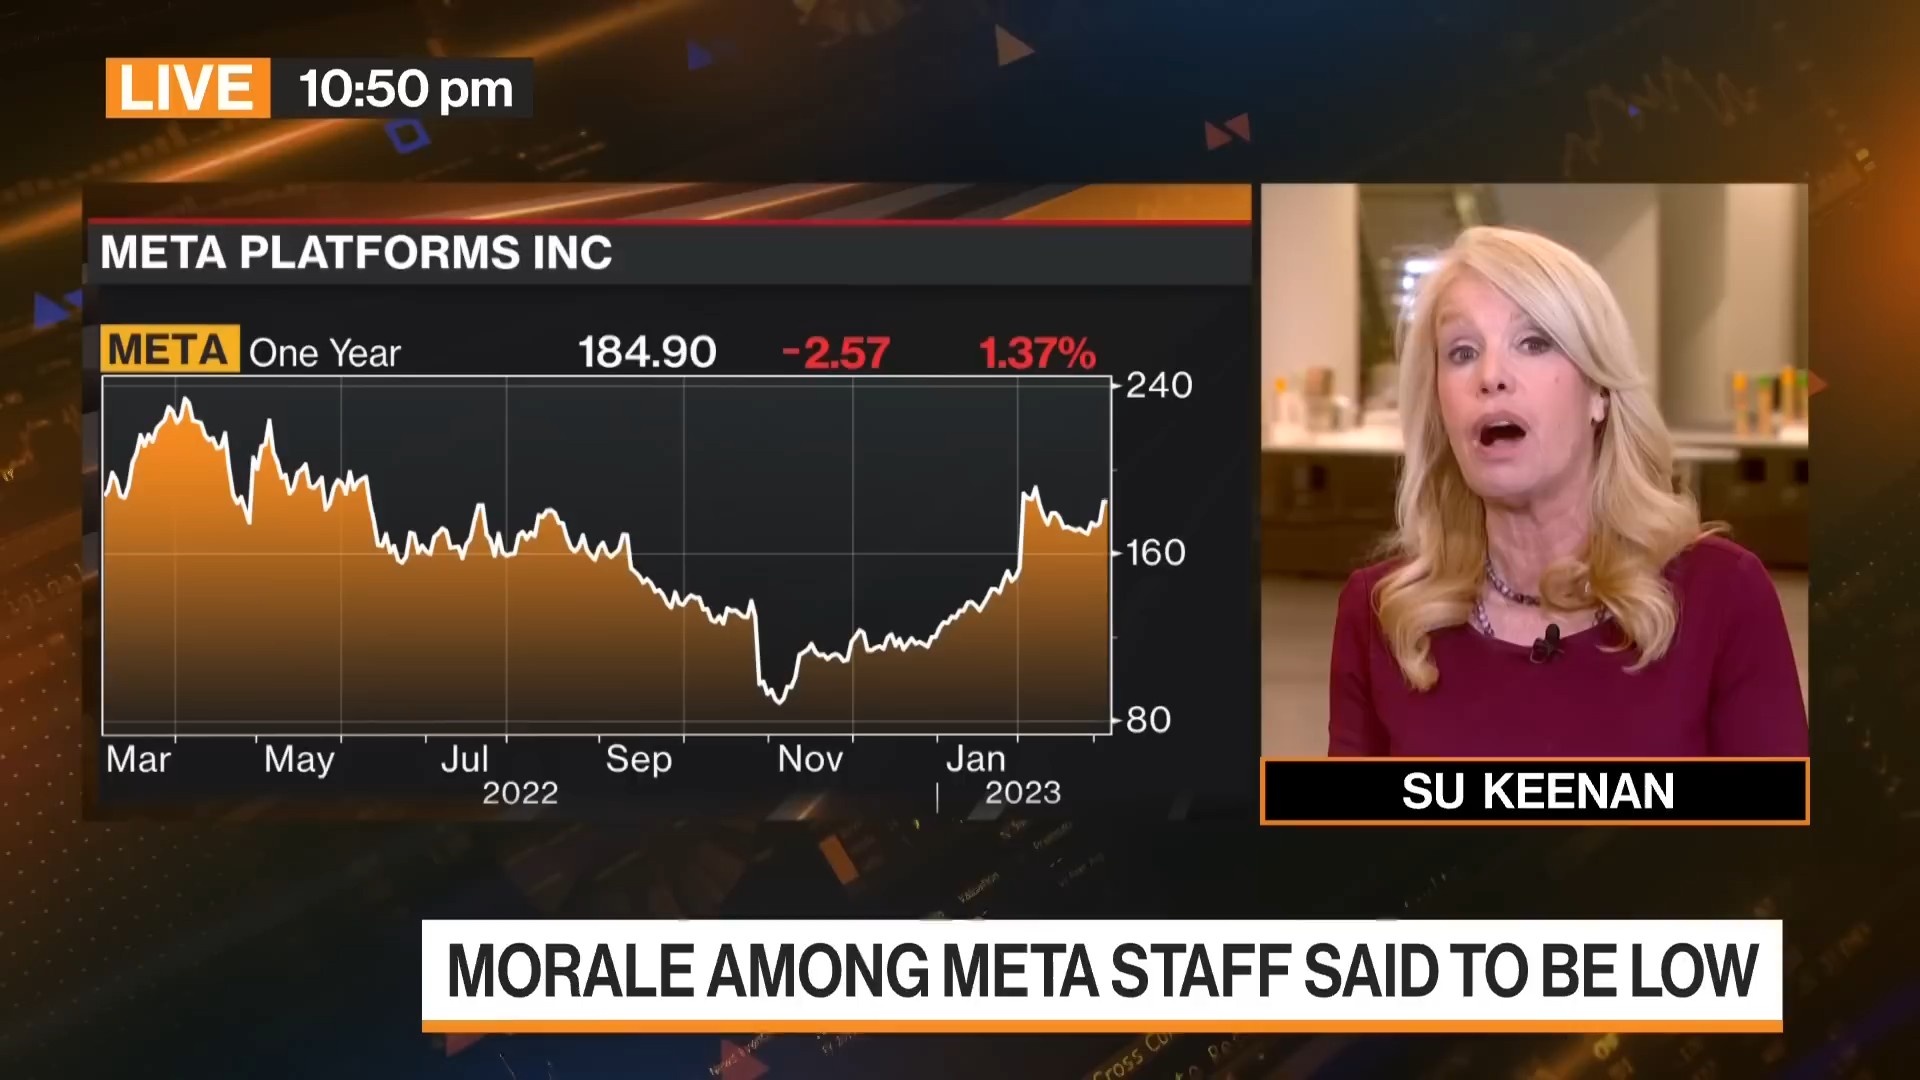 LIVE 10:50 pm
META PLATFORMS INC
META One Year 184.90 -2.57 1.37%
240
160
80
Mar May Jul Sep Nov Jan
2022 2023
SU KEENAN
MORALE AMONG META STAFF SAID TO BE LOW